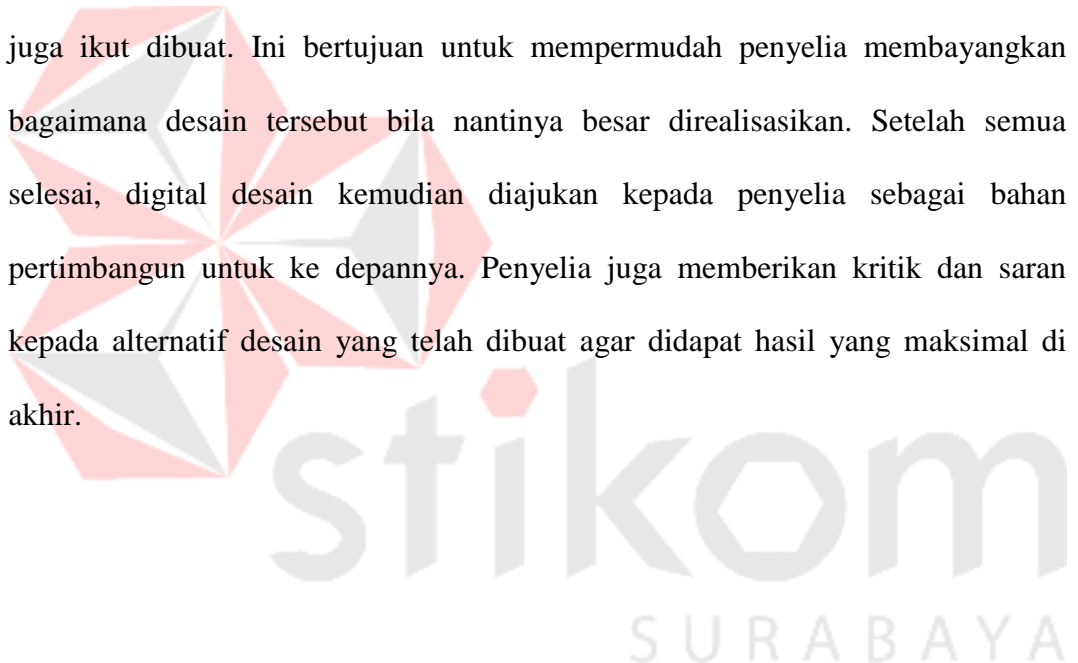 juga ikut dibuat. Ini bertujuan untuk mempermudah penyelia membayangkan
bagaimana desain tersebut bila nantinya besar direalisasikan. Setelah semua
selesai, digital desain kemudian diajukan kepada penyelia sebagai bahan
pertimbangun untuk ke depannya. Penyelia juga memberikan kritik dan saran
kepada alternatif desain yang telah dibuat agar didapat hasil yang maksimal di
akhir.
stikom
SURABAYA